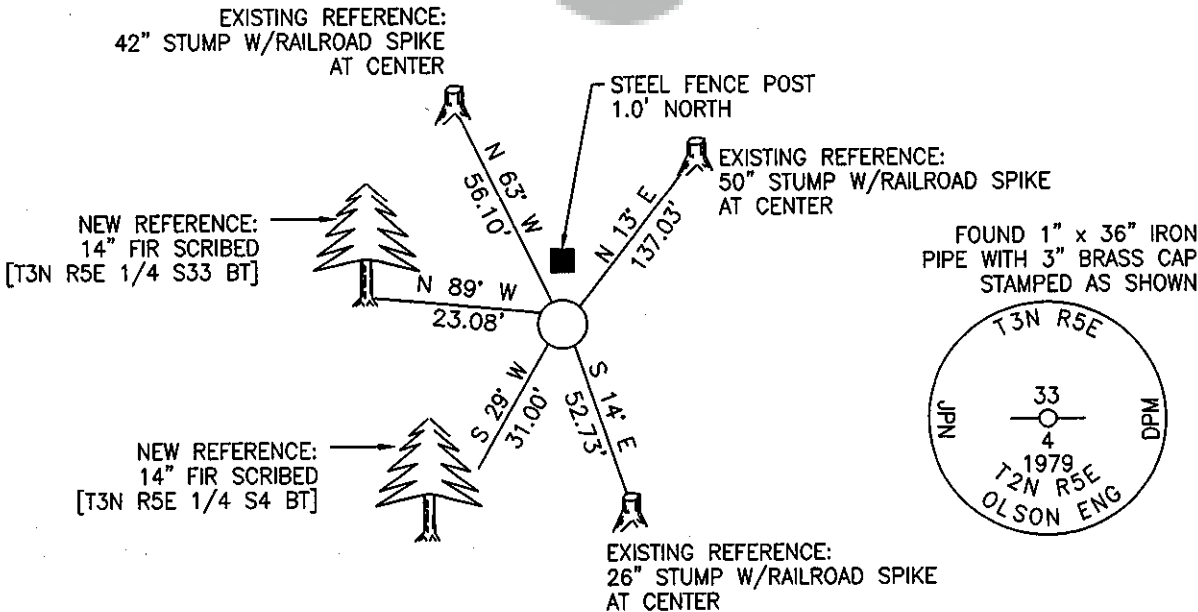 EXISTING REFERENCE:
42" STUMP W/RAILROAD SPIKE
AT CENTER
STEEL FENCE POST
1.0' NORTH
EXISTING REFERENCE:
50" STUMP W/RAILROAD SPIKE
AT CENTER
N 63° W
56.10'
N 13° E
137.03'
NEW REFERENCE:
14" FIR SCRIBED
[T3N R5E 1/4 S33 BT]
N 89° W
23.08'
FOUND 1" x 36" IRON
PIPE WITH 3" BRASS CAP
STAMPED AS SHOWN
T3N R5E
JPN
33
DPM
4
1979
T2N R5E
OLSON ENG
S 29° W
31.00'
S 14° E
52.73'
NEW REFERENCE:
14" FIR SCRIBED
[T3N R5E 1/4 S4 BT]
EXISTING REFERENCE:
26" STUMP W/RAILROAD SPIKE
AT CENTER